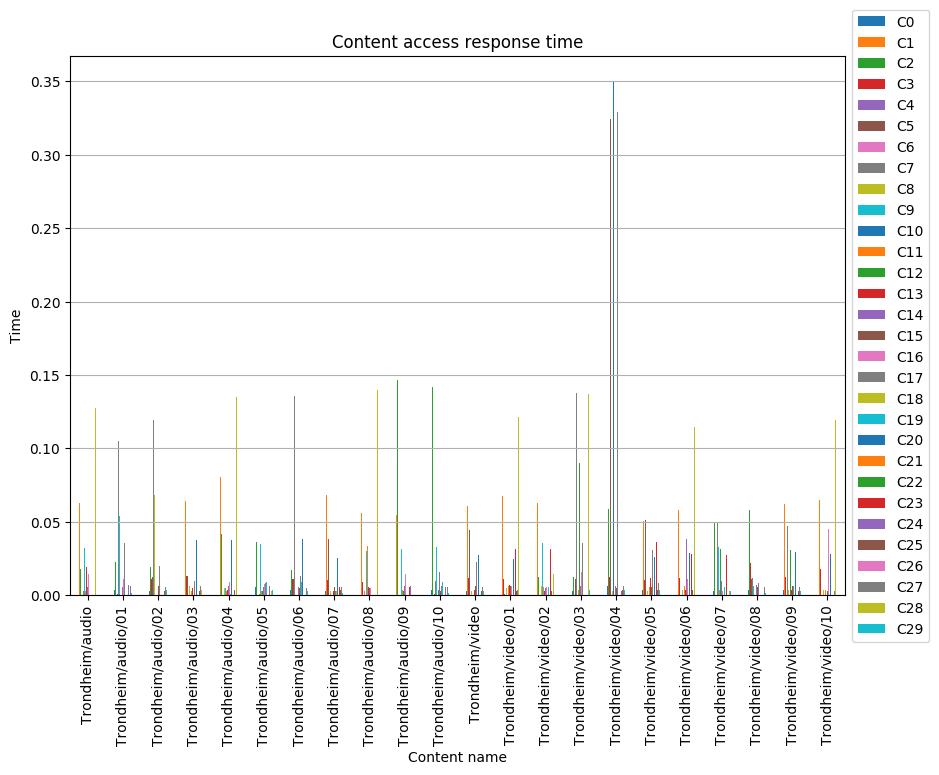 Content access response time
Time
0.35
0.30
0.25
0.20
0.15
0.10
0.05
0.00
Trondheim/audio
Trondheim/audio/01
Trondheim/audio/02
Trondheim/audio/03
Trondheim/audio/04
Trondheim/audio/05
Trondheim/audio/06
Trondheim/audio/07
Trondheim/audio/08
Trondheim/audio/09
Trondheim/audio/10
Trondheim/video
Trondheim/video/01
Trondheim/video/02
Trondheim/video/03
Trondheim/video/04
Trondheim/video/05
Trondheim/video/06
Trondheim/video/07
Trondheim/video/08
Trondheim/video/09
Trondheim/video/10
Content name
C0
C1
C2
C3
C4
C5
C6
C7
C8
C9
C10
C11
C12
C13
C14
C15
C16
C17
C18
C19
C20
C21
C22
C23
C24
C25
C26
C27
C28
C29